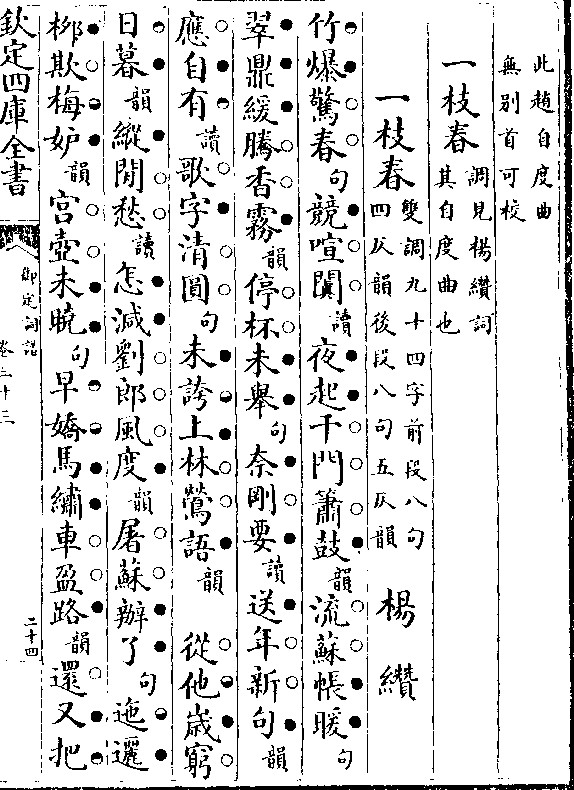 此趙自度曲
無别首可校
一枝春 調見楊纘詞
其自度曲也
一枝春 雙調九十四字前段八句
四仄韻後段八句五仄韻 楊纘
竹爆驚春句競喧闐讀夜起千門簫鼓韻流蘇帳暖句
翠鼎緩騰香霧韻停杯未舉句奈剛要讀送年新句韻
應自有讀歌字清圓句未誇上林鶯語韻 從他嵗窮
日暮韻縱閒愁讀怎減劉郎風度韻屠蘇辦了句迤邐
柳欺梅妒韻宫壺未曉句早嬌馬繡車盈路韻還又把
欽定四庫全書
御定詞譜
卷二十三
二十四